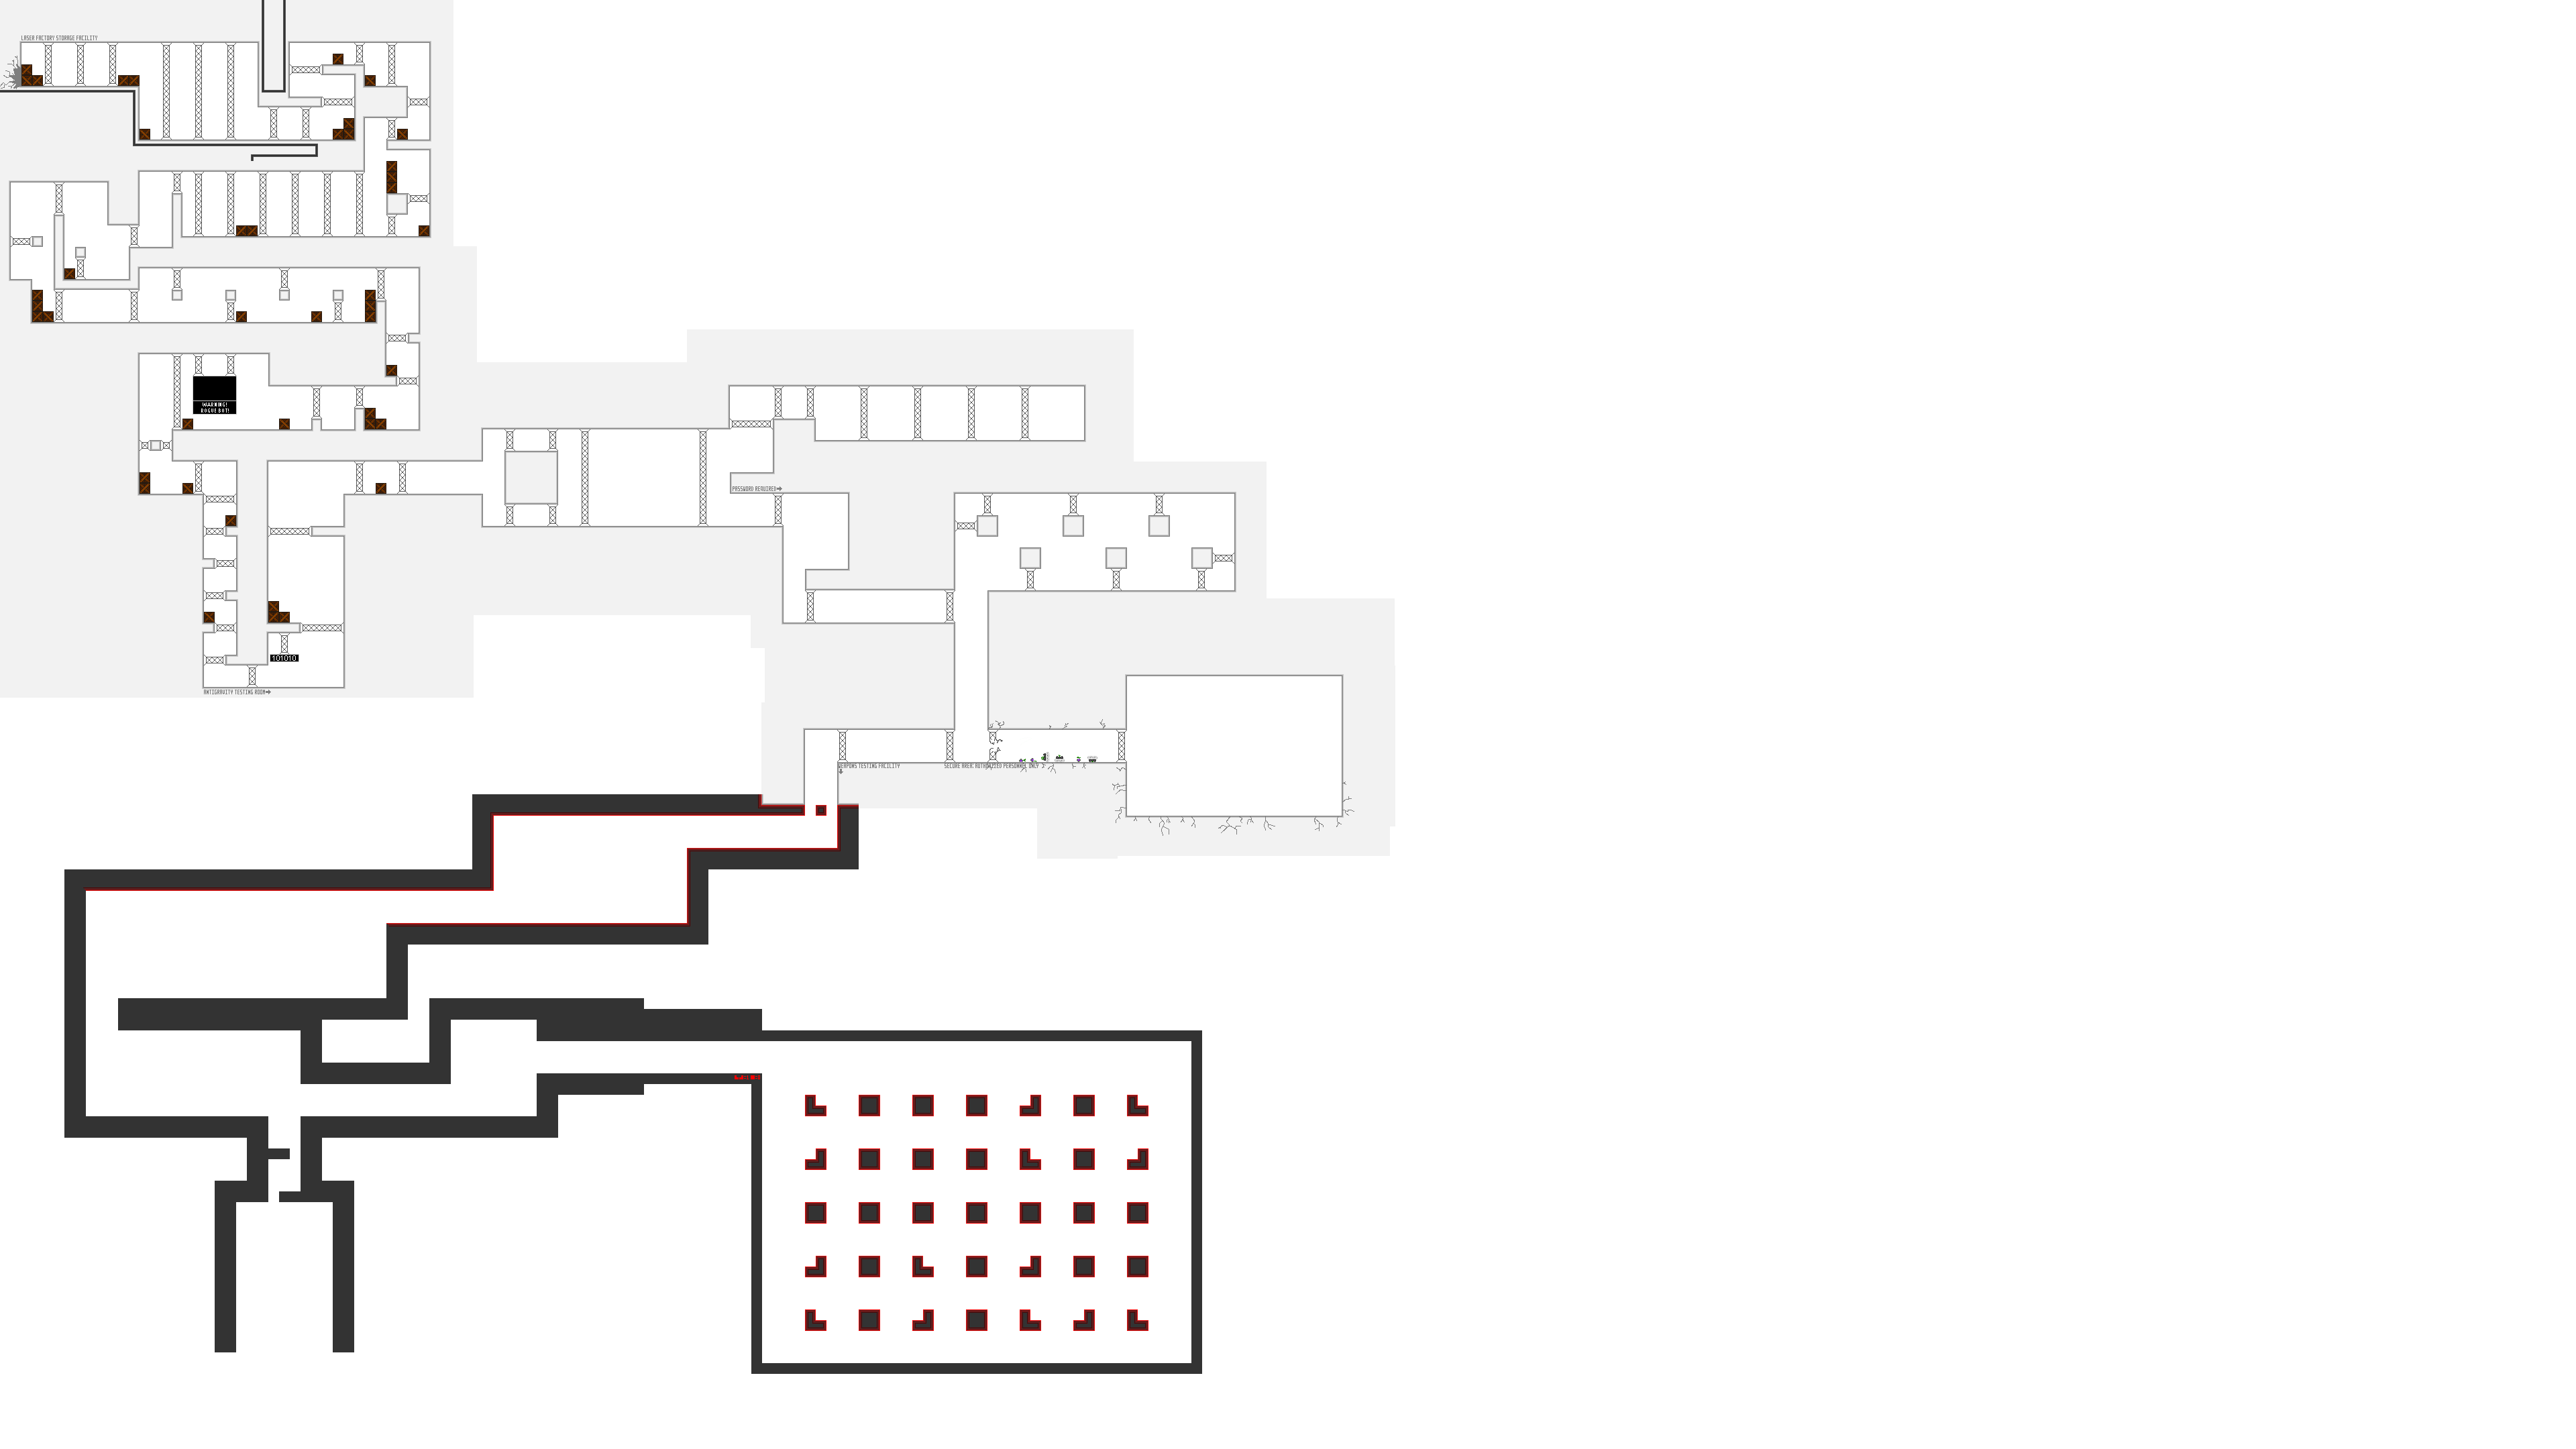 LASER FACTORY STORAGE FACILITY
WARNING!
ROGUE BOT!
PASSWORD REQUIRED→
101010
ANTIGRAVITY TESTING ROOM→
WEAPONS TESTING FACILITY
SECURE AREA: AUTHORIZED PERSONNEL ONLY